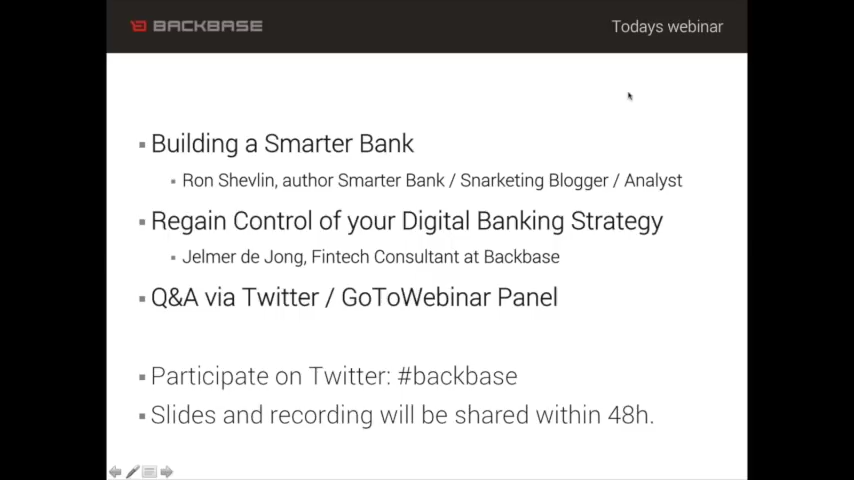 BACKBASE
Todays webinar
Building a Smarter Bank
Ron Shevlin, author Smarter Bank / Snarketing Blogger / Analyst
Regain Control of your Digital Banking Strategy
Jelmer de Jong, Fintech Consultant at Backbase
Q&A via Twitter / GoToWebinar Panel
Participate on Twitter: #backbase
Slides and recording will be shared within 48h.